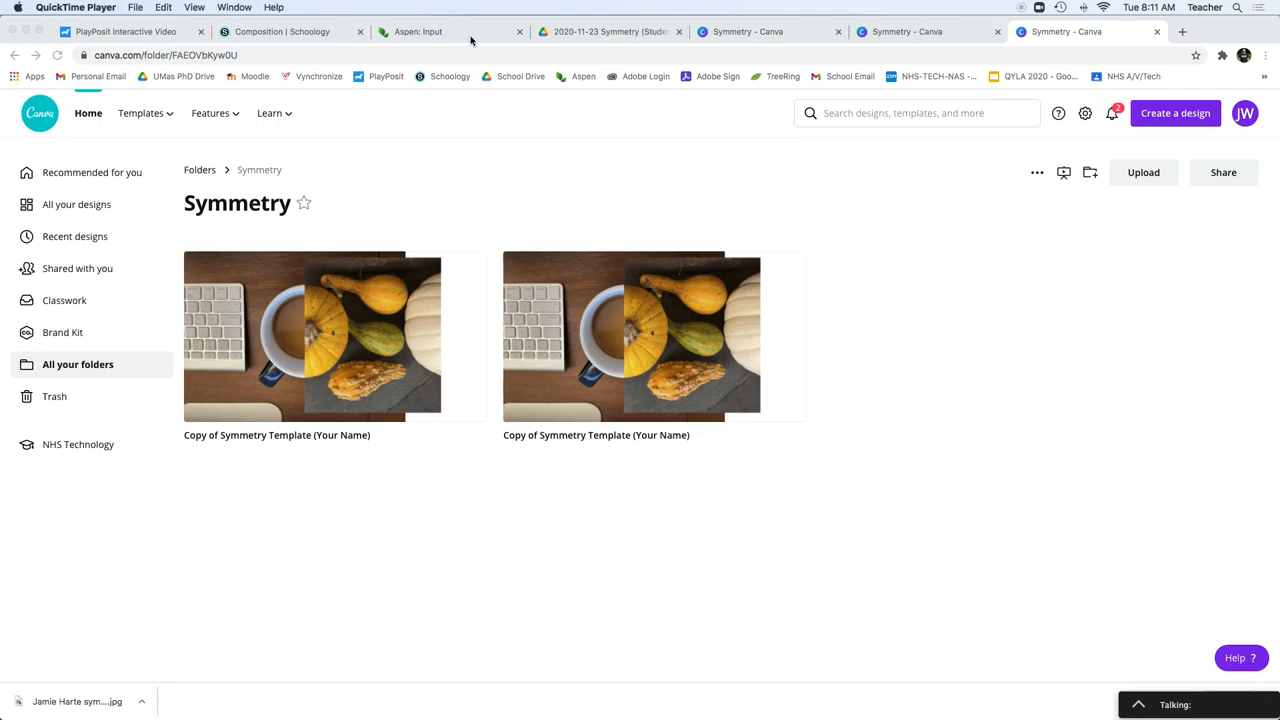 QuickTime Player File Edit View Window Help Tue 8:11 AM Teacher
PlayPosit Interactive Video Composition | Schoology Aspen: Input 2020-11-23 Symmetry (Studen Symmetry - Canva Symmetry - Canva Symmetry - Canva
canva.com/folder/FAEOVbKyw0U
Apps Personal Email UMas PhD Drive Moodle Vynchronize PlayPosit Schoology School Drive Aspen Adobe Login Adobe Sign TreeRing School Email NHS-TECH-NAS -... QYLA 2020 - Goo... NHS A/V/Tech
Canva Home Templates Features Learn Search designs, templates, and more 2 Create a design JW
Recommended for you
All your designs
Recent designs
Shared with you
Classwork
Brand Kit
All your folders
Trash
NHS Technology
Folders Symmetry
Upload Share
Symmetry
Copy of Symmetry Template (Your Name) Copy of Symmetry Template (Your Name)
Help ?
Jamie Harte sym....jpg
Talking: